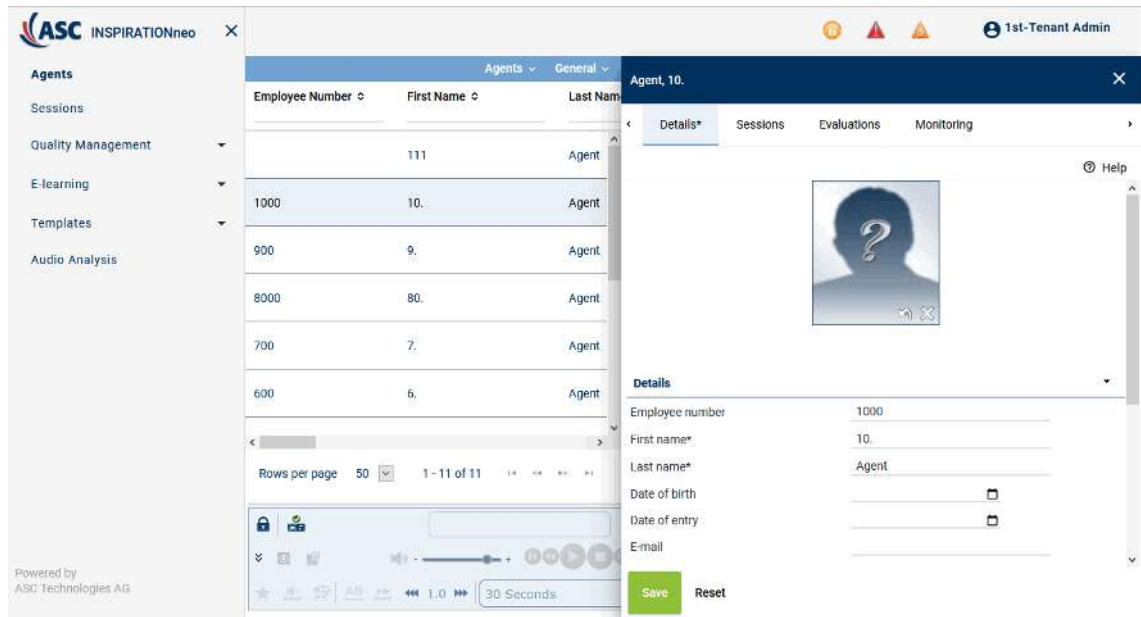 ASC INSPIRATIONneo
1st-Tenant Admin
Agents
Sessions
Quality Management
E-learning
Templates
Audio Analysis
Powered by
ASC Technologies AG
Agents General
Employee Number First Name Last Nam
111 Agent
1000 10. Agent
900 9. Agent
8000 80. Agent
700 7. Agent
600 6. Agent
Rows per page 50 1 - 11 of 11
- +
AB 1.0 30 Seconds
Agent, 10.
Details* Sessions Evaluations Monitoring
Help
?
Details
Employee number 1000
First name* 10.
Last name* Agent
Date of birth
Date of entry
E-mail
Save Reset